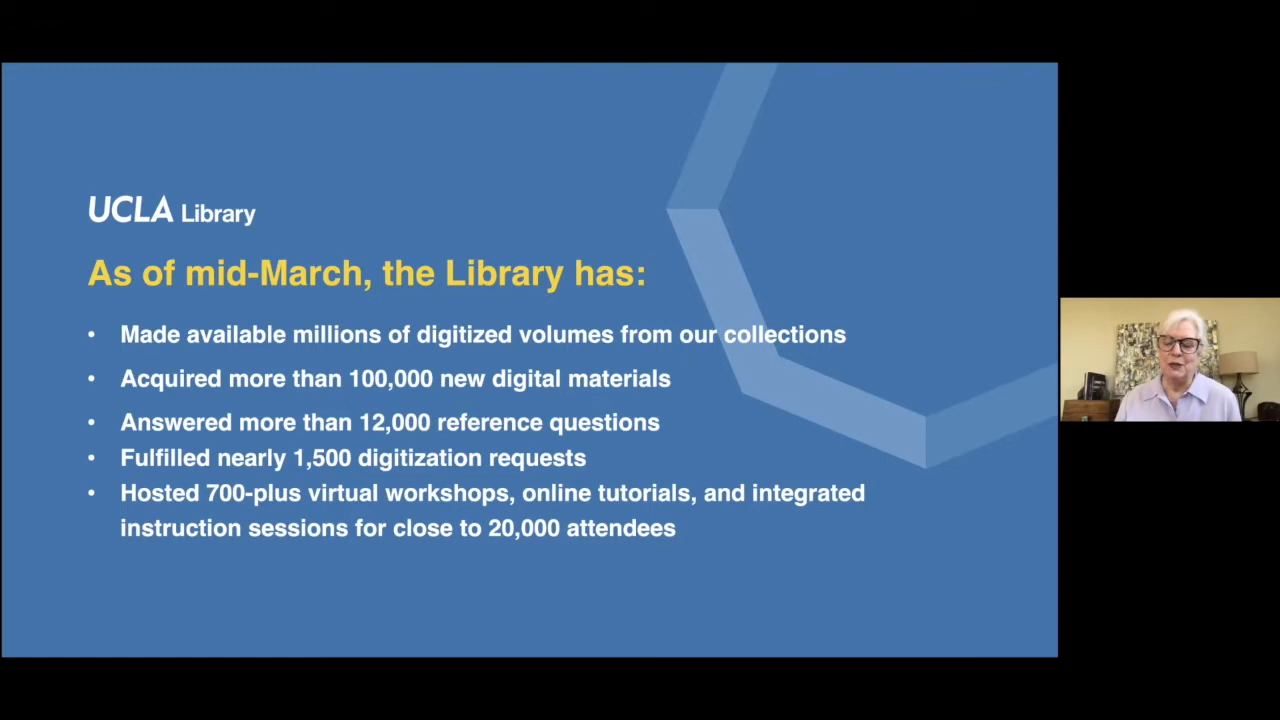 UCLA Library
As of mid-March, the Library has:
• Made available millions of digitized volumes from our collections
• Acquired more than 100,000 new digital materials
• Answered more than 12,000 reference questions
• Fulfilled nearly 1,500 digitization requests
• Hosted 700-plus virtual workshops, online tutorials, and integrated
instruction sessions for close to 20,000 attendees